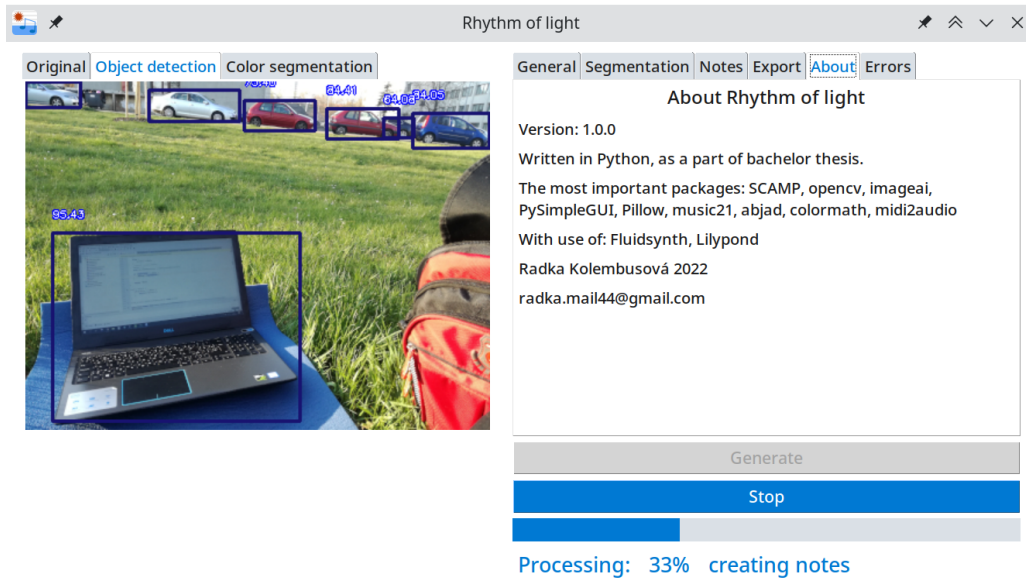 Rhythm of light
Original Object detection Color segmentation
General Segmentation Notes Export About Errors
64.41
94.05
95.43
About Rhythm of light
Version: 1.0.0
Written in Python, as a part of bachelor thesis.
The most important packages: SCAMP, opencv, imageai,
PySimpleGUI, Pillow, music21, abjad, colormath, midi2audio
With use of: Fluidsynth, Lilypond
Radka Kolembusová 2022
radka.mail44@gmail.com
Generate
Stop
Processing: 33% creating notes